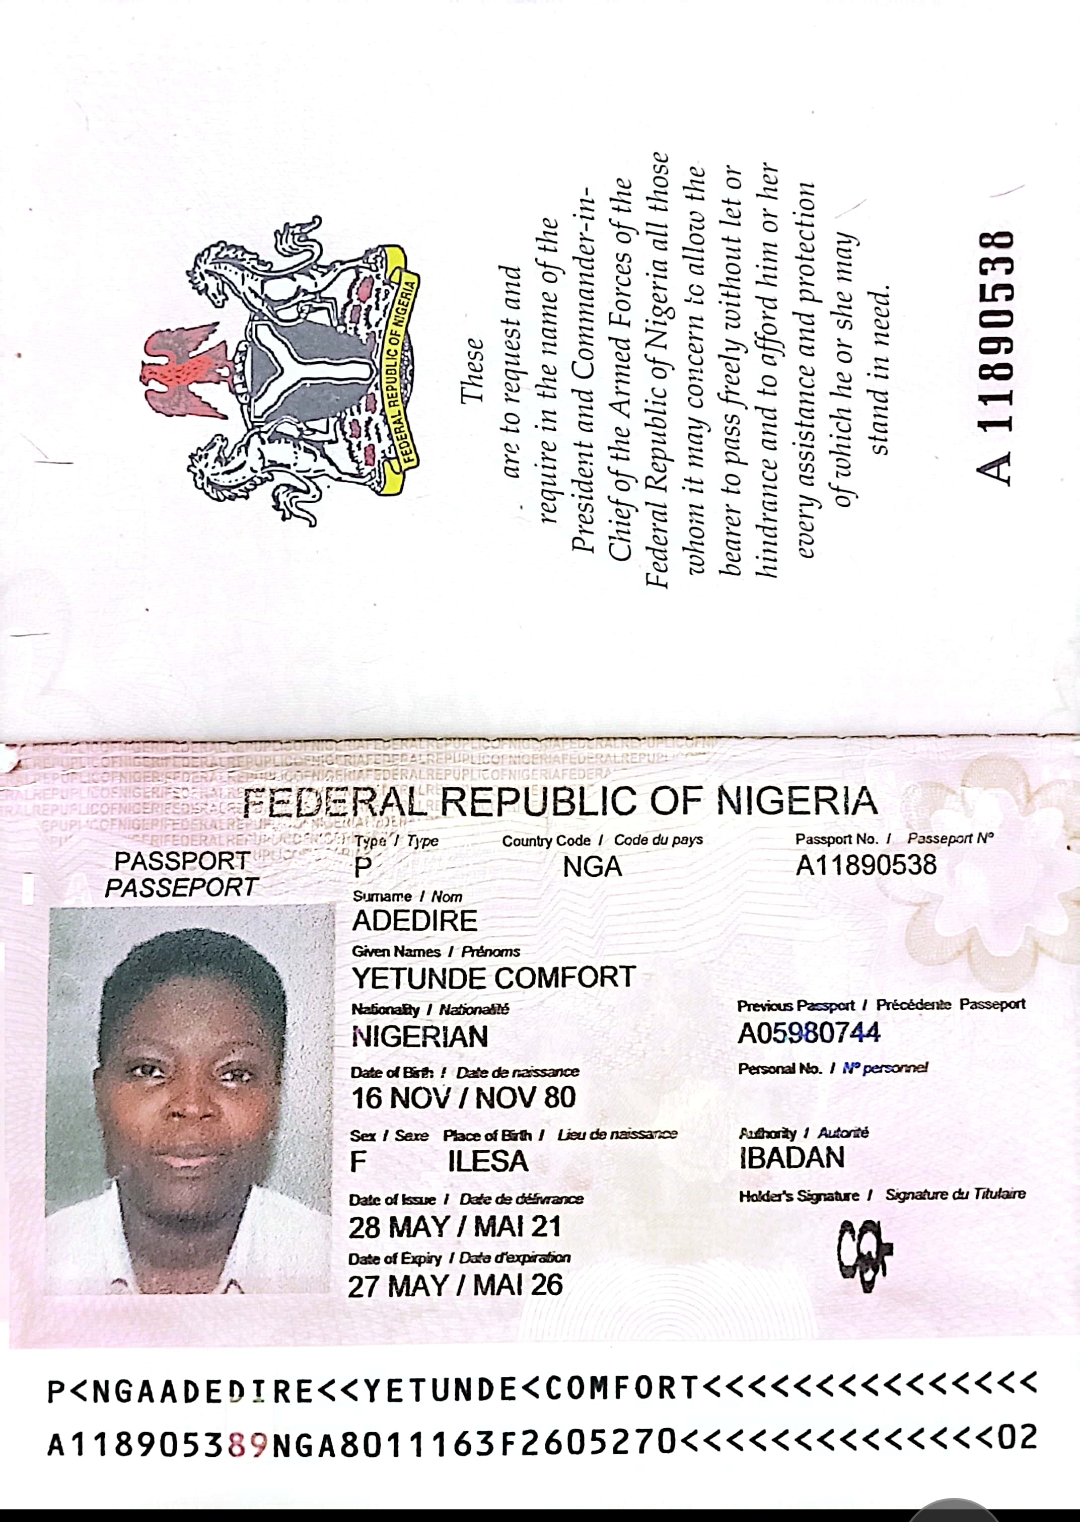 FEDERAL REPUBLIC OF NIGERIA
These
are to request and
require in the name of the
President and Commander-in-
Chief of the Armed Forces of the
Federal Republic of Nigeria all those
whom it may concern to allow the
bearer to pass freely without let or
hindrance and to afford him or her
every assistance and protection
of which he or she may
stand in need.
A 11890538
FEDERAL REPUBLIC OF NIGERIA
PASSPORT
PASSEPORT
Type / Type Country Code / Code du pays Passport No. / Passeport Nº
P NGA A11890538
Surname / Nom
ADEDIRE
Given Names / Prénoms
YETUNDE COMFORT
Nationality / Nationalité Previous Passport / Précédente Passeport
NIGERIAN A05980744
Date of Birth / Date de naissance Personal No. / Nº personnel
16 NOV / NOV 80
Sex / Sexe Place of Birth / Lieu de naissance Authority / Autorité
F ILESA IBADAN
Date of Issue / Date de délivrance Holder's Signature / Signature du Titulaire
28 MAY / MAI 21
Date of Expiry / Date d'expiration
27 MAY / MAI 26
P<NGAADEDIRE<<YETUNDE<COMFORT<<<<<<<<<<<<<<<
A118905389NGA8011163F2605270<<<<<<<<<<<<<<02